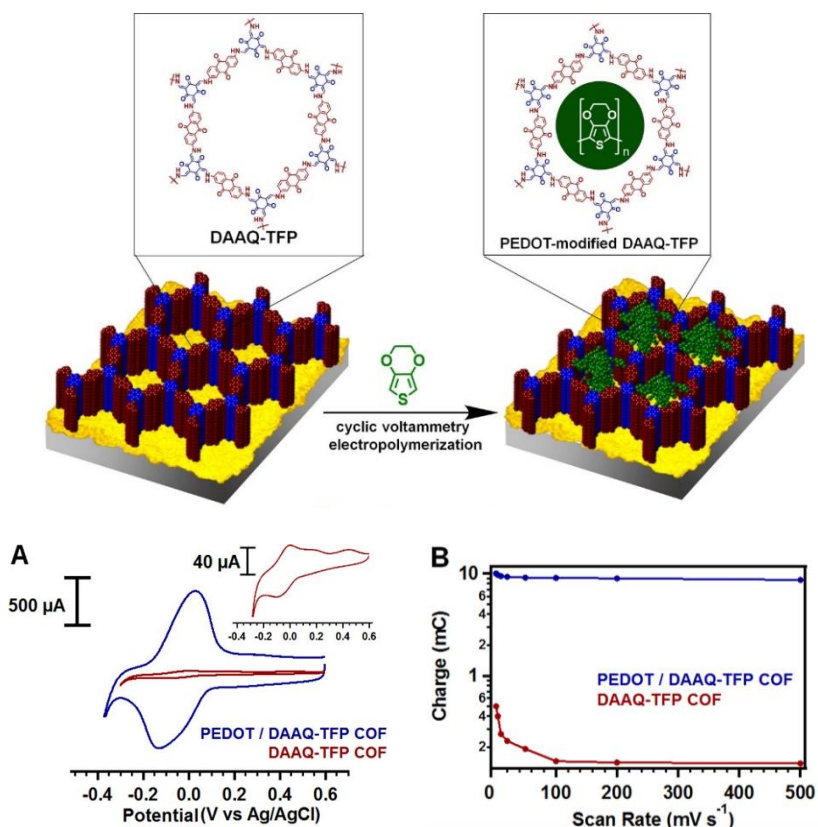 DAAQ-TFP
PEDOT-modified DAAQ-TFP
cyclic voltammetry
electropolymerization
A
500 µA
40 µA
-0.4 -0.2 0.0 0.2 0.4 0.6
PEDOT / DAAQ-TFP COF
DAAQ-TFP COF
-0.4 -0.2 0.0 0.2 0.4 0.6
Potential(V vs Ag/AgCl)
B
Charge (mC)
10
8
6
4
2
1
8
6
4
2
PEDOT / DAAQ-TFP COF
DAAQ-TFP COF
0 100 200 300 400 500
Scan Rate (mV s⁻¹)